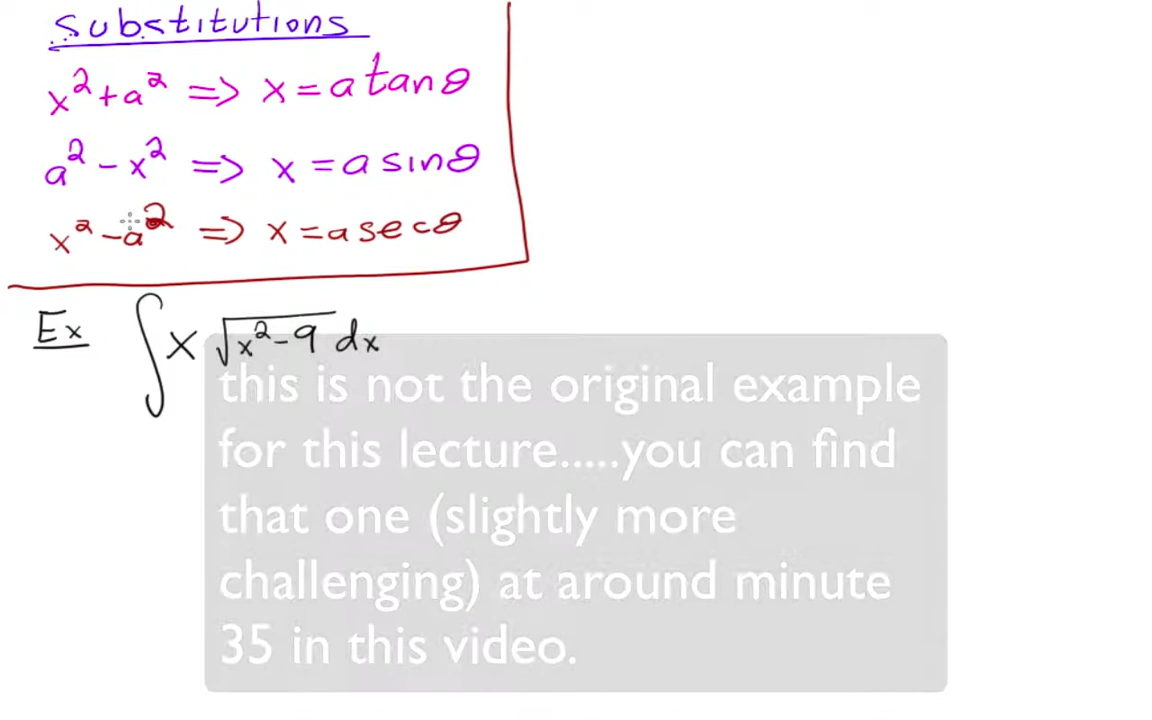 Substitutions
x²+a² => x=a tanθ
a² - x² => x = a sinθ
x² -a² => x=a secθ
Ex ∫ x √(x²-9) dx
this is not the original example
for this lecture.....you can find
that one (slightly more
challenging) at around minute
35 in this video.